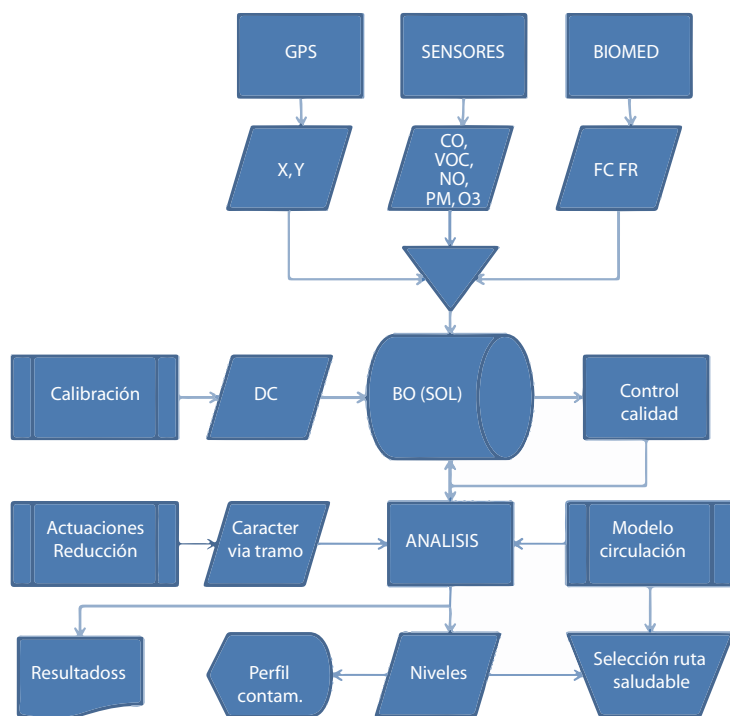 GPS
SENSORES
BIOMED
X, Y
CO,
VOC,
NO,
PM, O3
FC FR
Calibración
DC
BO (SOL)
Control
calidad
Actuaciones
Reducción
Caracter
via tramo
ANALISIS
Modelo
circulación
Resultadoss
Perfil
contam.
Niveles
Selección ruta
saludable